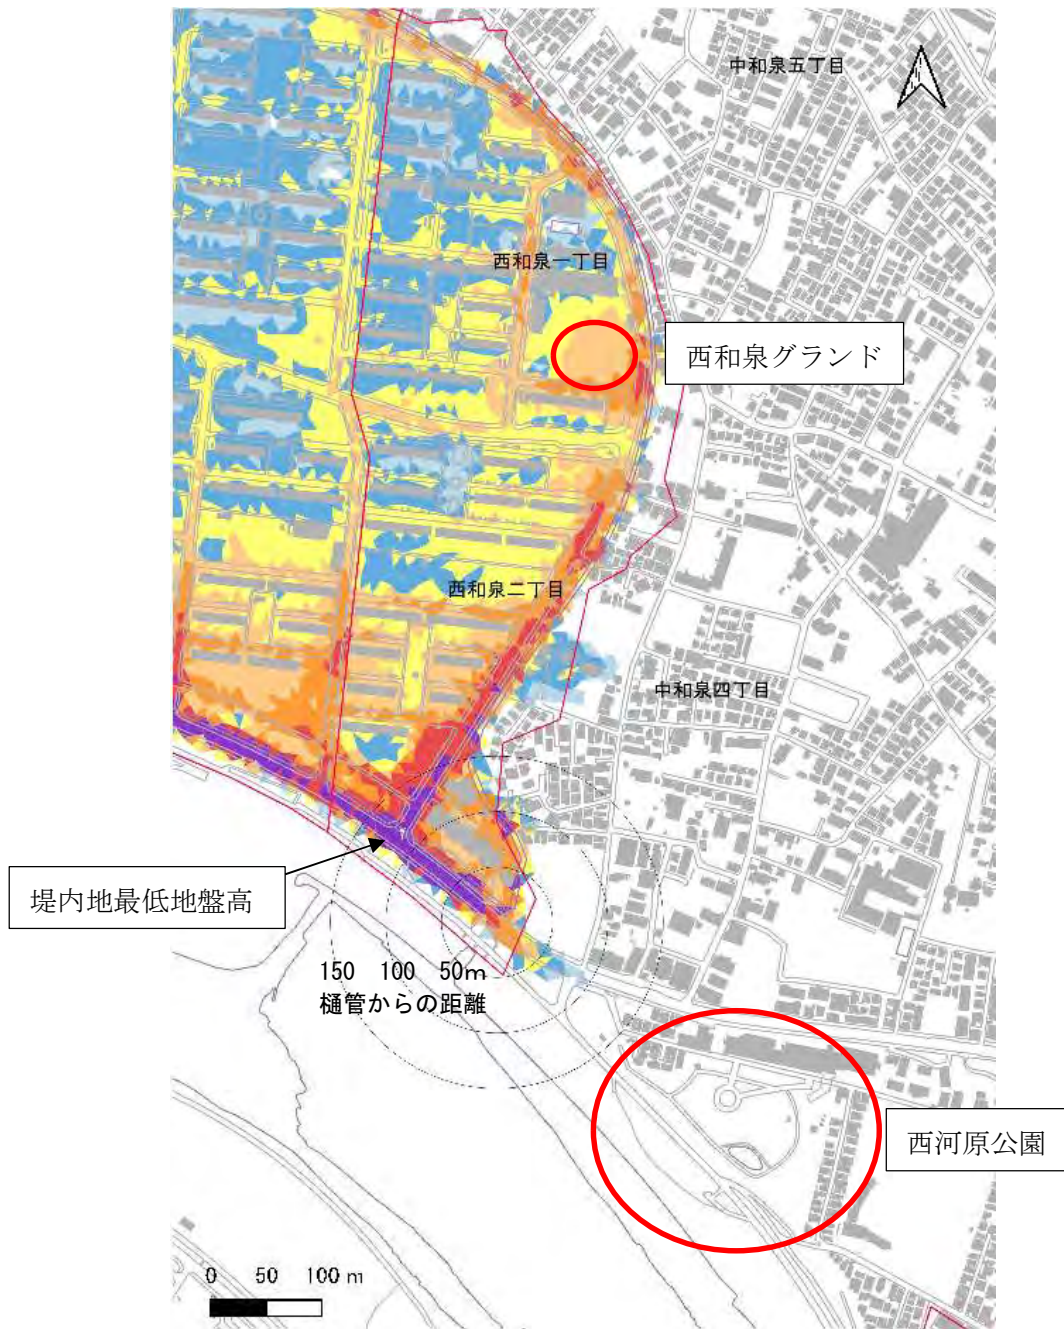 中和泉五丁目
西和泉一丁目
西和泉グランド
西和泉二丁目
中和泉四丁目
堤内地最低地盤高
150 100 50m
樋管からの距離
西河原公園
0 50 100 m